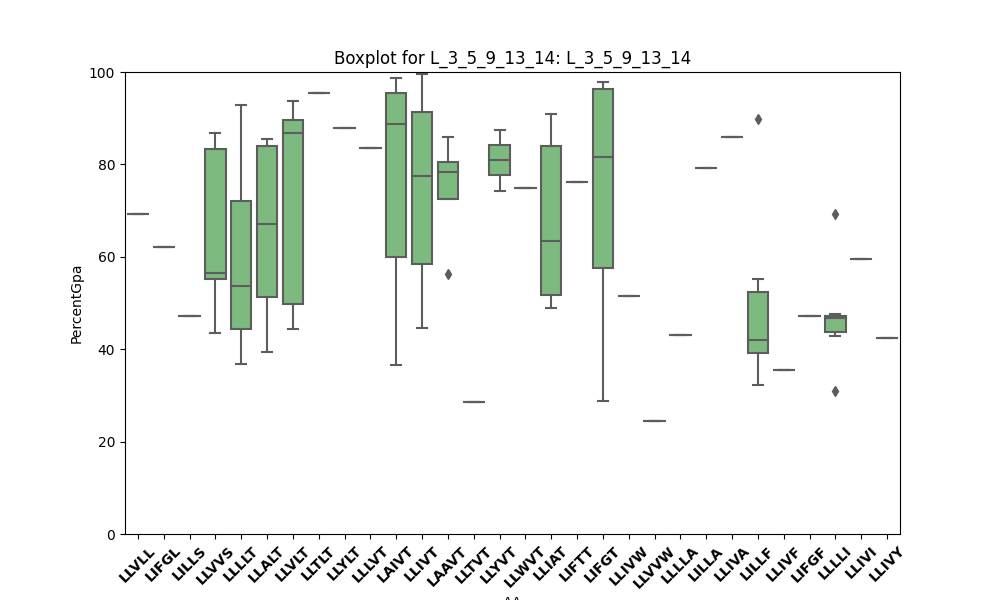 Boxplot for L_3_5_9_13_14: L_3_5_9_13_14
100
80
60
40
20
0
PercentGpa
LLVLL LIFGL LILLS LLVVS LLLLT LLALT LLVLT LLTLT LLYLT LLLVT LAIVT LLIVT LAAVT LLTVT LLYVT LLWVT LLIAT LIFTT LIFGT LLIVW LLVVW LLLLA LILLA LLIVA LILLF LLIVF LIFGF LLLLI LLIVI LLIVY